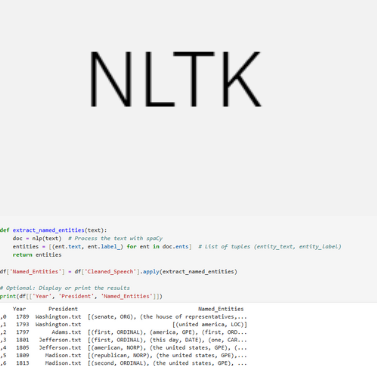 NLTK
def extract_named_entities(text):
doc = nlp(text) # Process the text with spaCy
entities = [(ent.text, ent.label_) for ent in doc.ents] # List of tuples (entity_text, entity_label)
return entities
df['Named_Entities'] = df['Cleaned_Speech'].apply(extract_named_entities)
# Optional: Display or print the results
print(df[['Year', 'President', 'Named_Entities']])
Year President Named_Entities
,0 1789 Washington.txt [(senate, ORG), (the house of representatives,...
,1 1793 Washington.txt [(united america, LOC)]
,2 1797 Adams.txt [(first, ORDINAL), (america, GPE), (first, ORD...
,3 1801 Jefferson.txt [(first, ORDINAL), (this day, DATE), (one, CAR...
,4 1805 Jefferson.txt [(american, NORP), (the united states, GPE), (...
,5 1809 Madison.txt [(republican, NORP), (the united states, GPE),...
,6 1813 Madison.txt [(second, ORDINAL), (the united states, GPE), ...